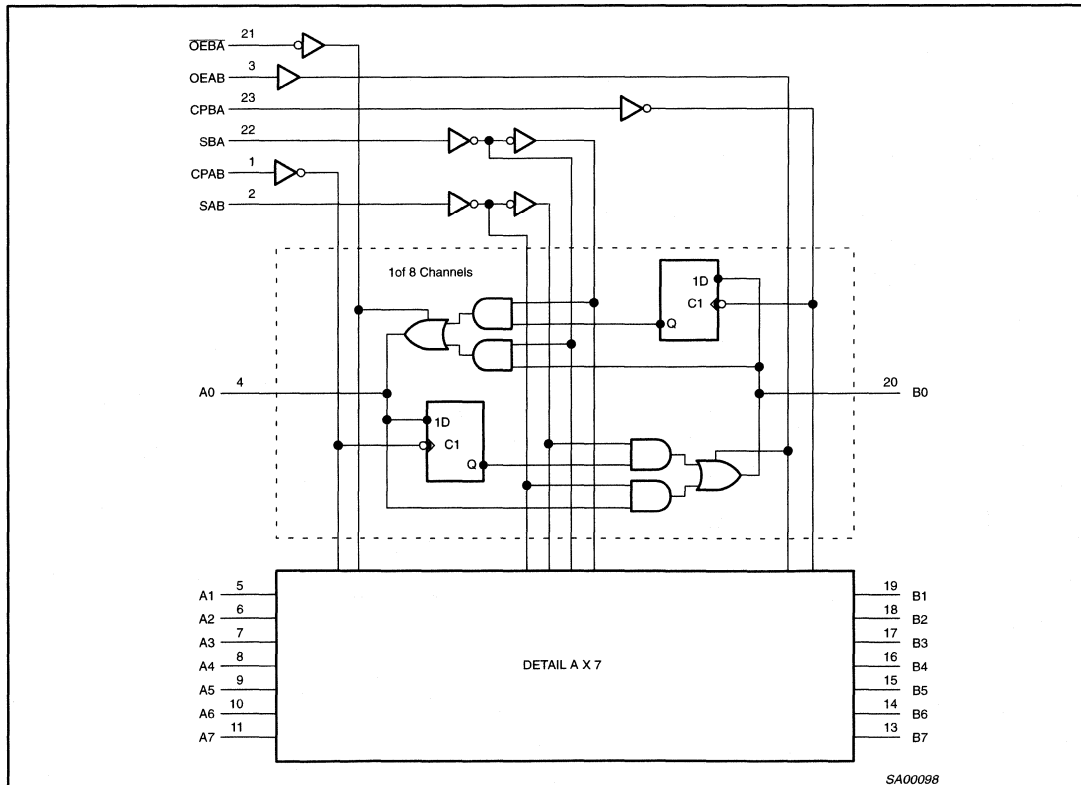 O̅E̅B̅A̅ 21
OEAB 3
CPBA 23
SBA 22
CPAB 1
SAB 2
1of 8 Channels
1D
C1
Q
A0 4
20 B0
1D
C1
Q
A1 5
19 B1
A2 6
18 B2
A3 7
17 B3
A4 8
DETAIL A X 7
16 B4
A5 9
15 B5
A6 10
14 B6
A7 11
13 B7
SA00098